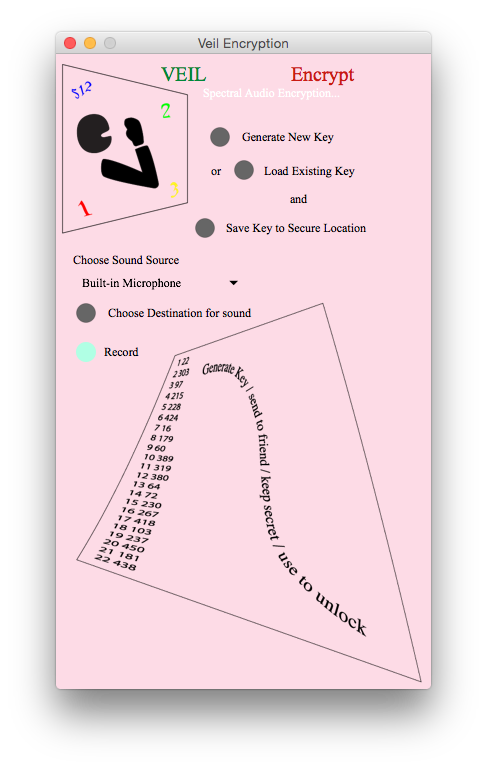 Veil Encryption
VEIL Encrypt
Spectral Audio Encryption...
512
2
1
3
Generate New Key
or Load Existing Key
and
Save Key to Secure Location
Choose Sound Source
Built-in Microphone
Choose Destination for sound
Record
1 22
2 303
3 97
4 215
5 228
6 424
7 16
8 179
9 60
10 389
11 319
12 380
13 64
14 72
15 230
16 267
17 418
18 103
19 237
20 450
21 181
22 438
Generate Key / send to friend / keep secret / use to unlock